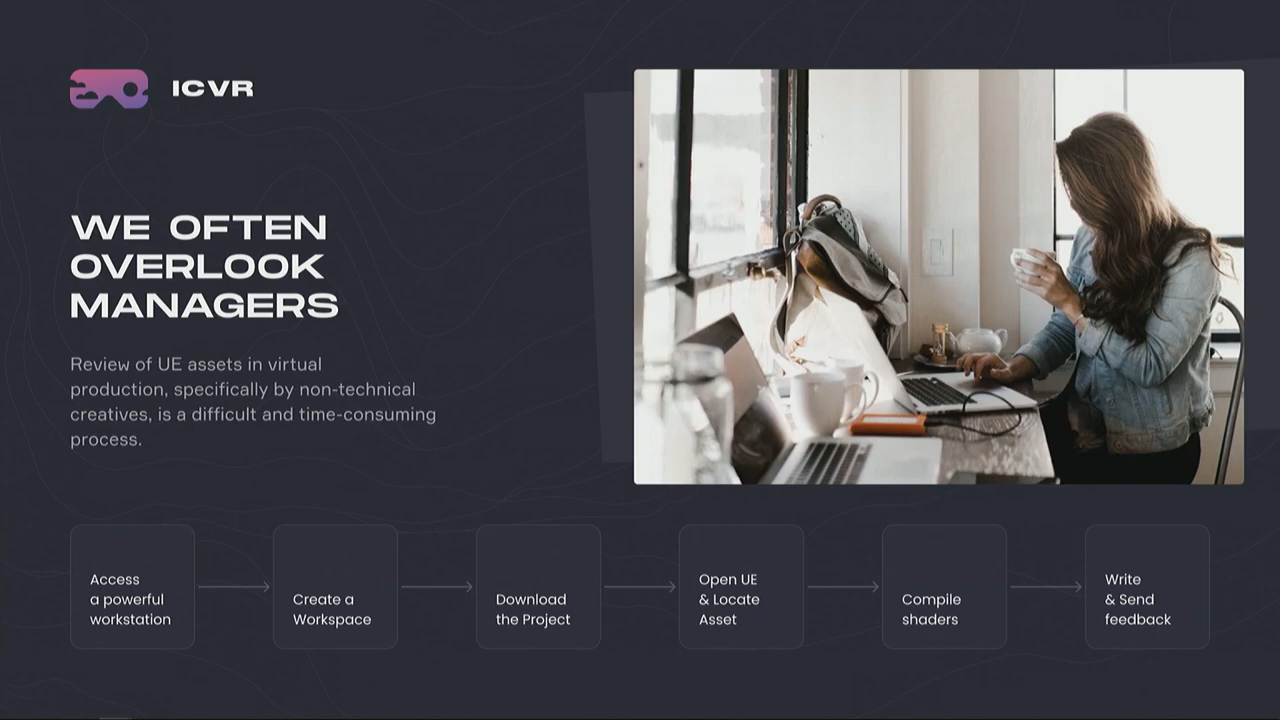 ICVR
WE OFTEN
OVERLOOK
MANAGERS
Review of UE assets in virtual
production, specifically by non-technical
creatives, is a difficult and time-consuming
process.
Access
a powerful
workstation
Create a
Workspace
Download
the Project
Open UE
& Locate
Asset
Compile
shaders
Write
& Send
feedback